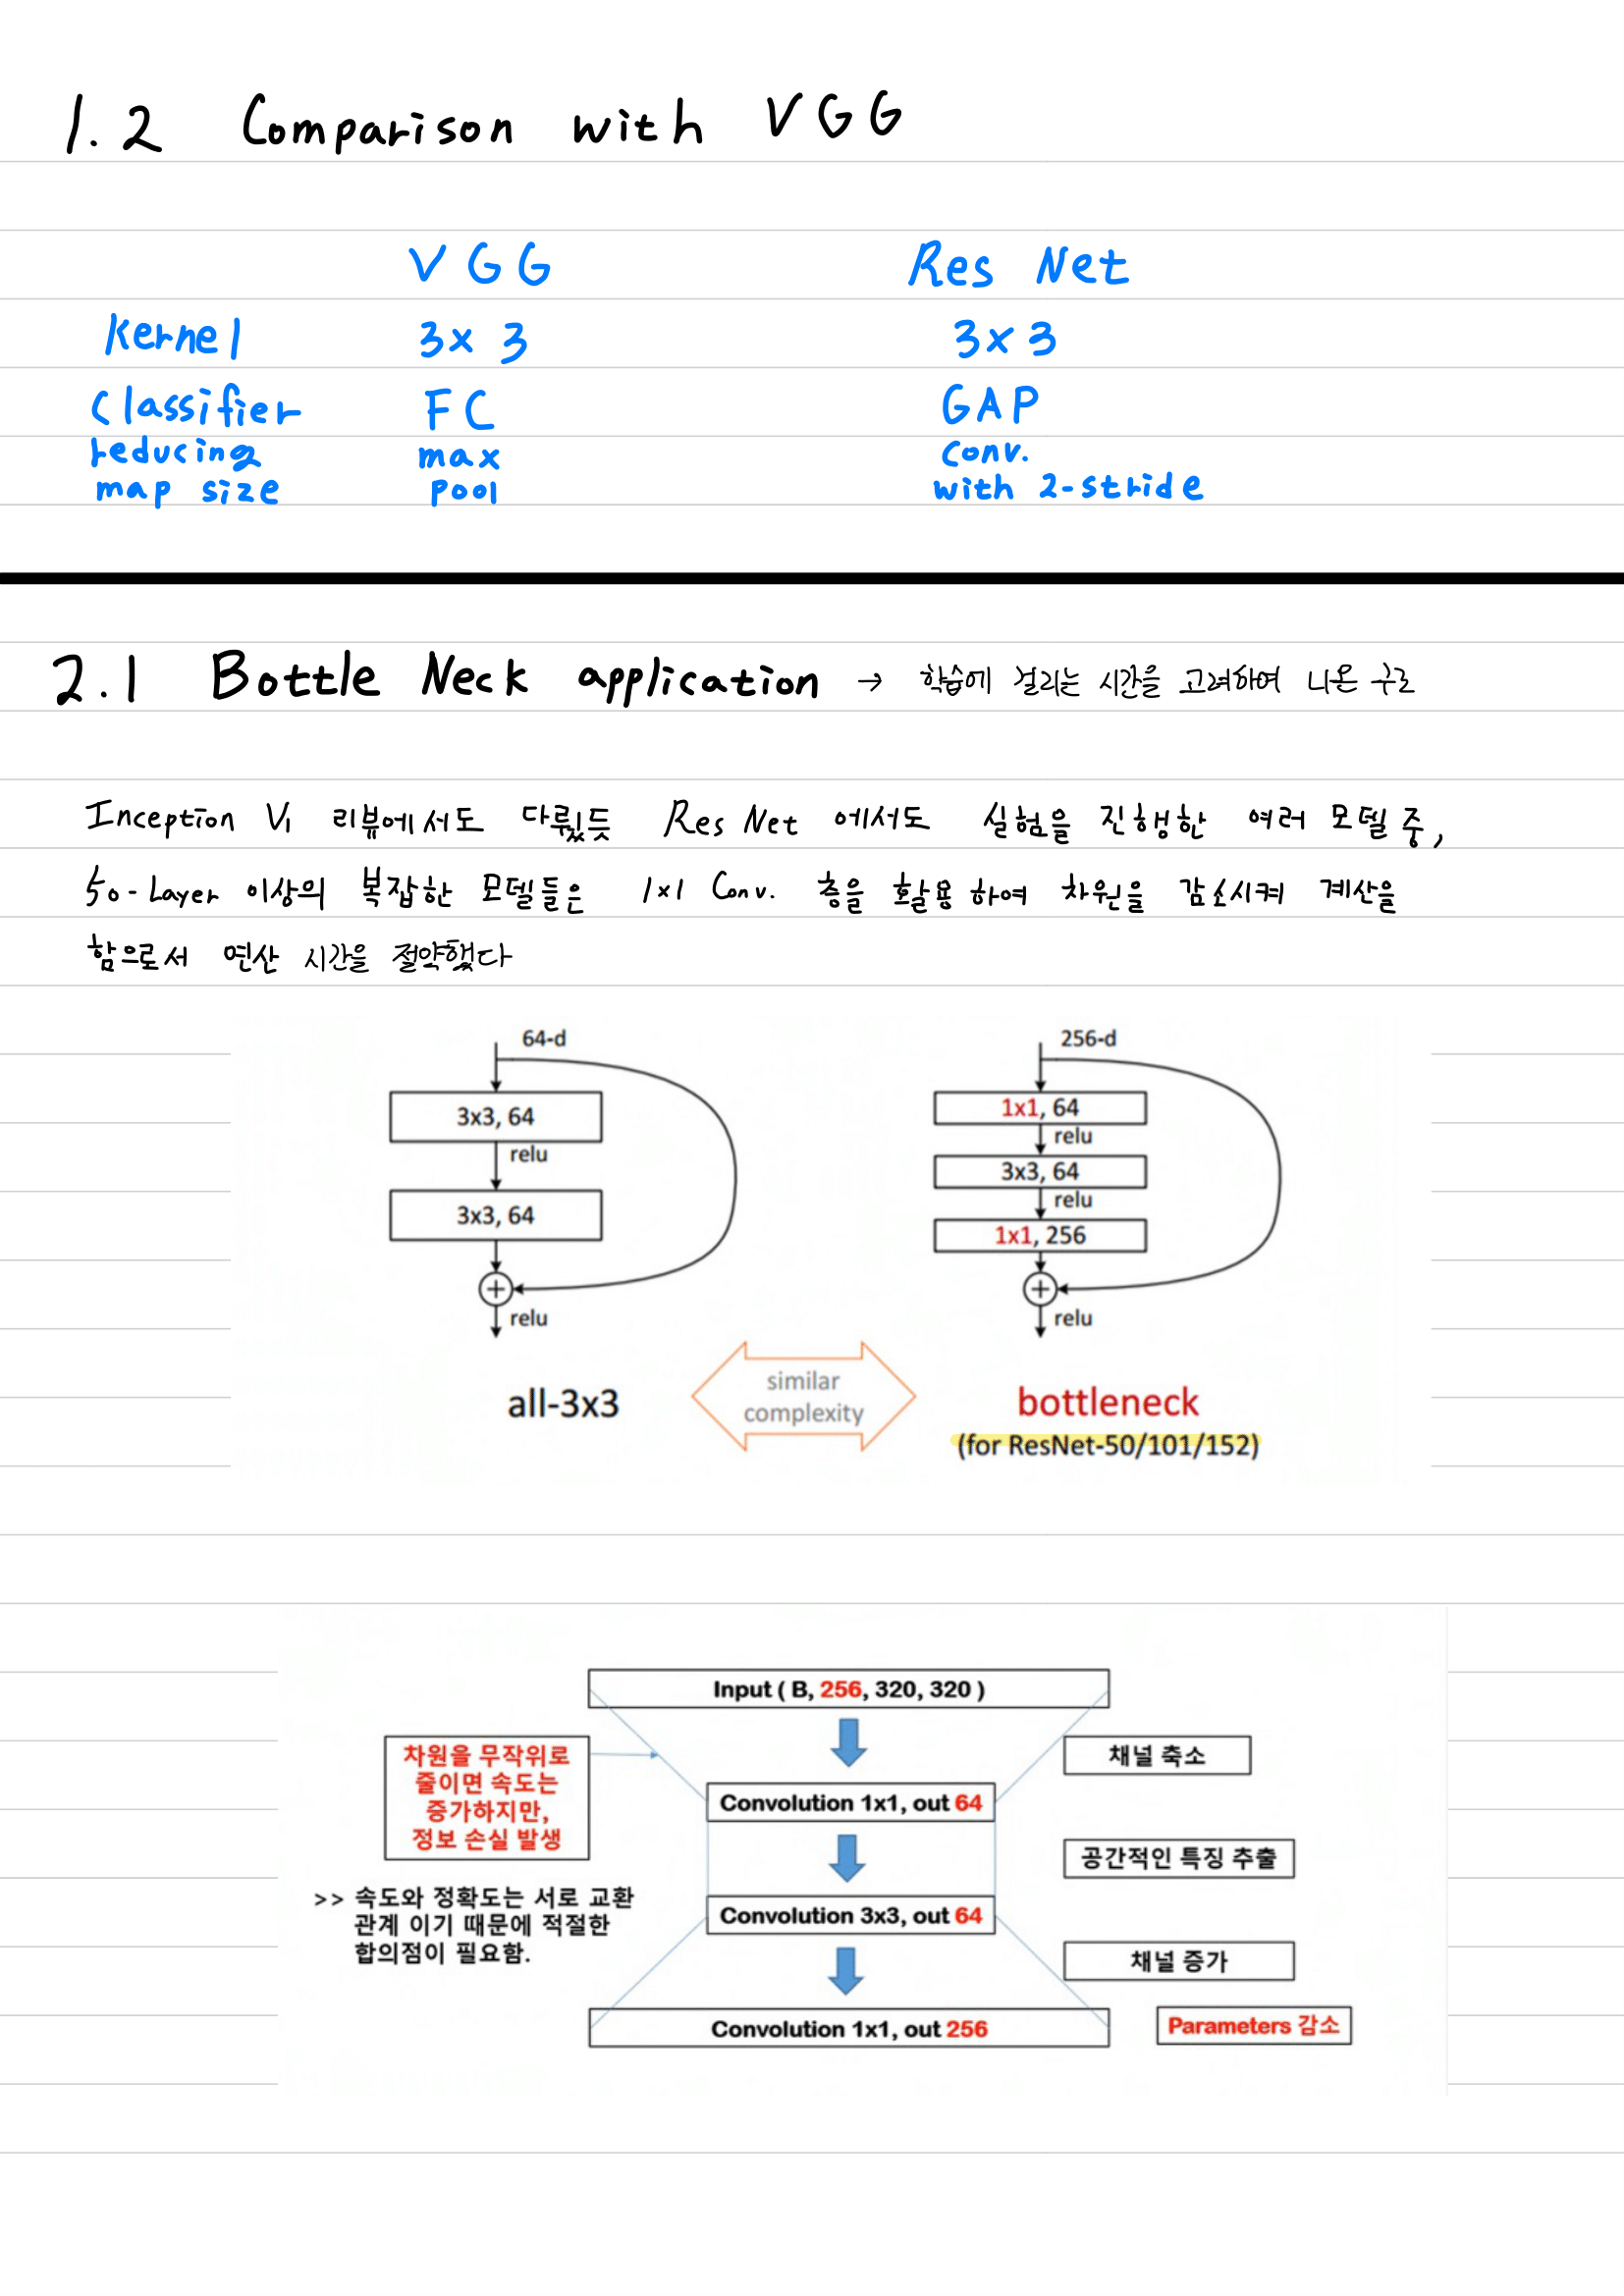 1.2 Comparison with VGG
VGG Res Net
Kernel 3x3 3x3
Classifier FC GAP
reducing max conv.
map size pool with 2-stride
2.1 Bottle Neck application → 학습에 걸리는 시간을 고려하여 나온 구조
Inception V1 리뷰에서도 다뤘듯 Res Net 에서도 실험을 진행한 여러 모델 중,
50-Layer 이상의 복잡한 모델들은 1x1 Conv. 층을 활용하여 차원을 감소시켜 계산을
함으로서 연산 시간을 절약했다
64-d
3x3, 64
relu
3x3, 64
relu
all-3x3
similar
complexity
256-d
1x1, 64
relu
3x3, 64
relu
1x1, 256
relu
bottleneck
(for ResNet-50/101/152)
Input ( B, 256, 320, 320 )
차원을 무작위로
줄이면 속도는
증가하지만,
정보 손실 발생
채널 축소
Convolution 1x1, out 64
공간적인 특징 추출
>> 속도와 정확도는 서로 교환
관계 이기 때문에 적절한
합의점이 필요함.
Convolution 3x3, out 64
채널 증가
Convolution 1x1, out 256
Parameters 감소